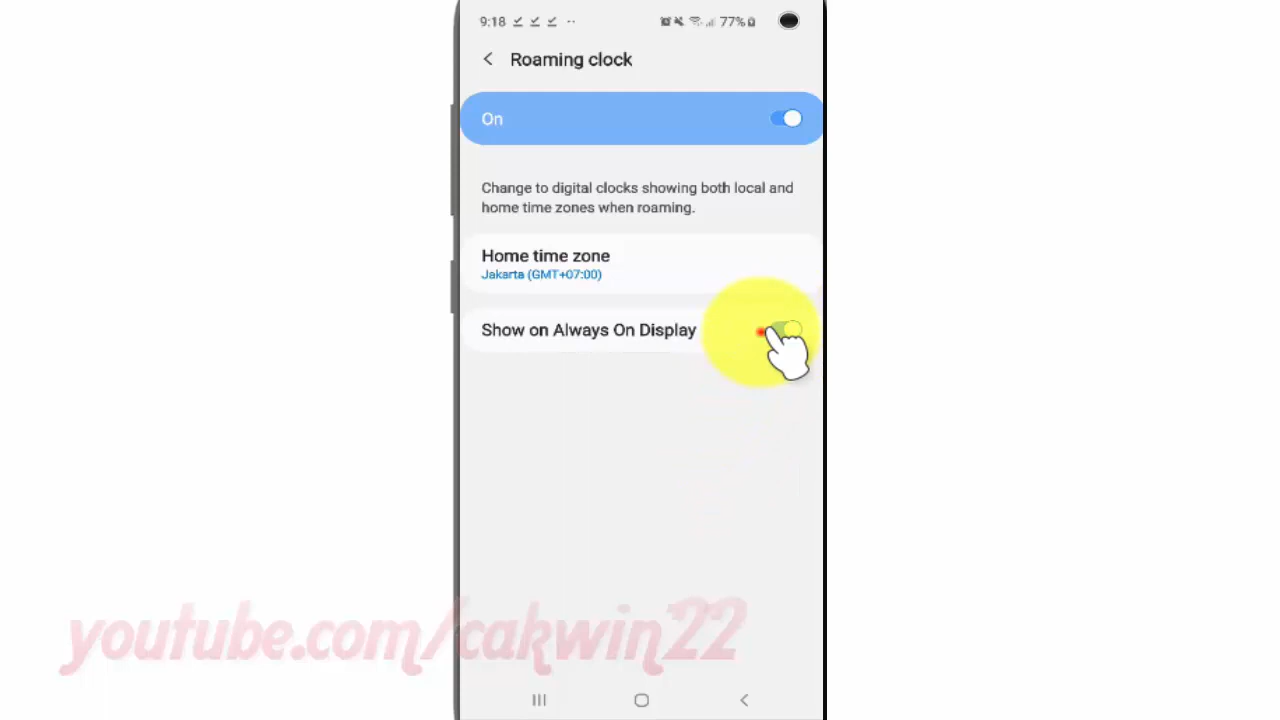 9:18
77%
Roaming clock
On
Change to digital clocks showing both local and
home time zones when roaming.
Home time zone
Jakarta (GMT+07:00)
Show on Always On Display
youtube.com/cakwin22